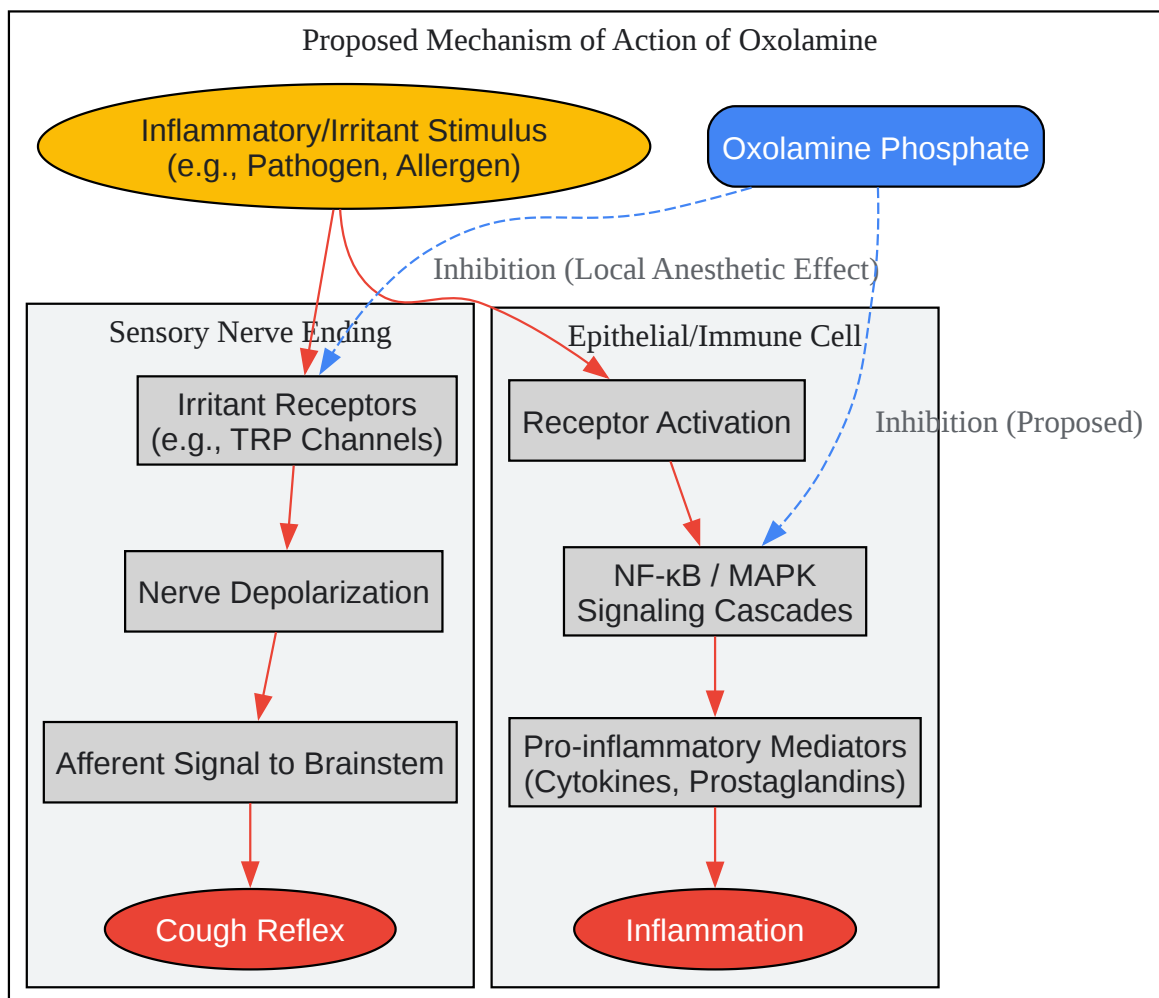 Proposed Mechanism of Action of Oxolamine
Inflammatory/Irritant Stimulus
(e.g., Pathogen, Allergen)
Oxolamine Phosphate
Inhibition (Local Anesthetic Effect)
Sensory Nerve Ending
Irritant Receptors
(e.g., TRP Channels)
Nerve Depolarization
Afferent Signal to Brainstem
Cough Reflex
Epithelial/Immune Cell
Receptor Activation
Inhibition (Proposed)
NF-κB / MAPK
Signaling Cascades
Pro-inflammatory Mediators
(Cytokines, Prostaglandins)
Inflammation